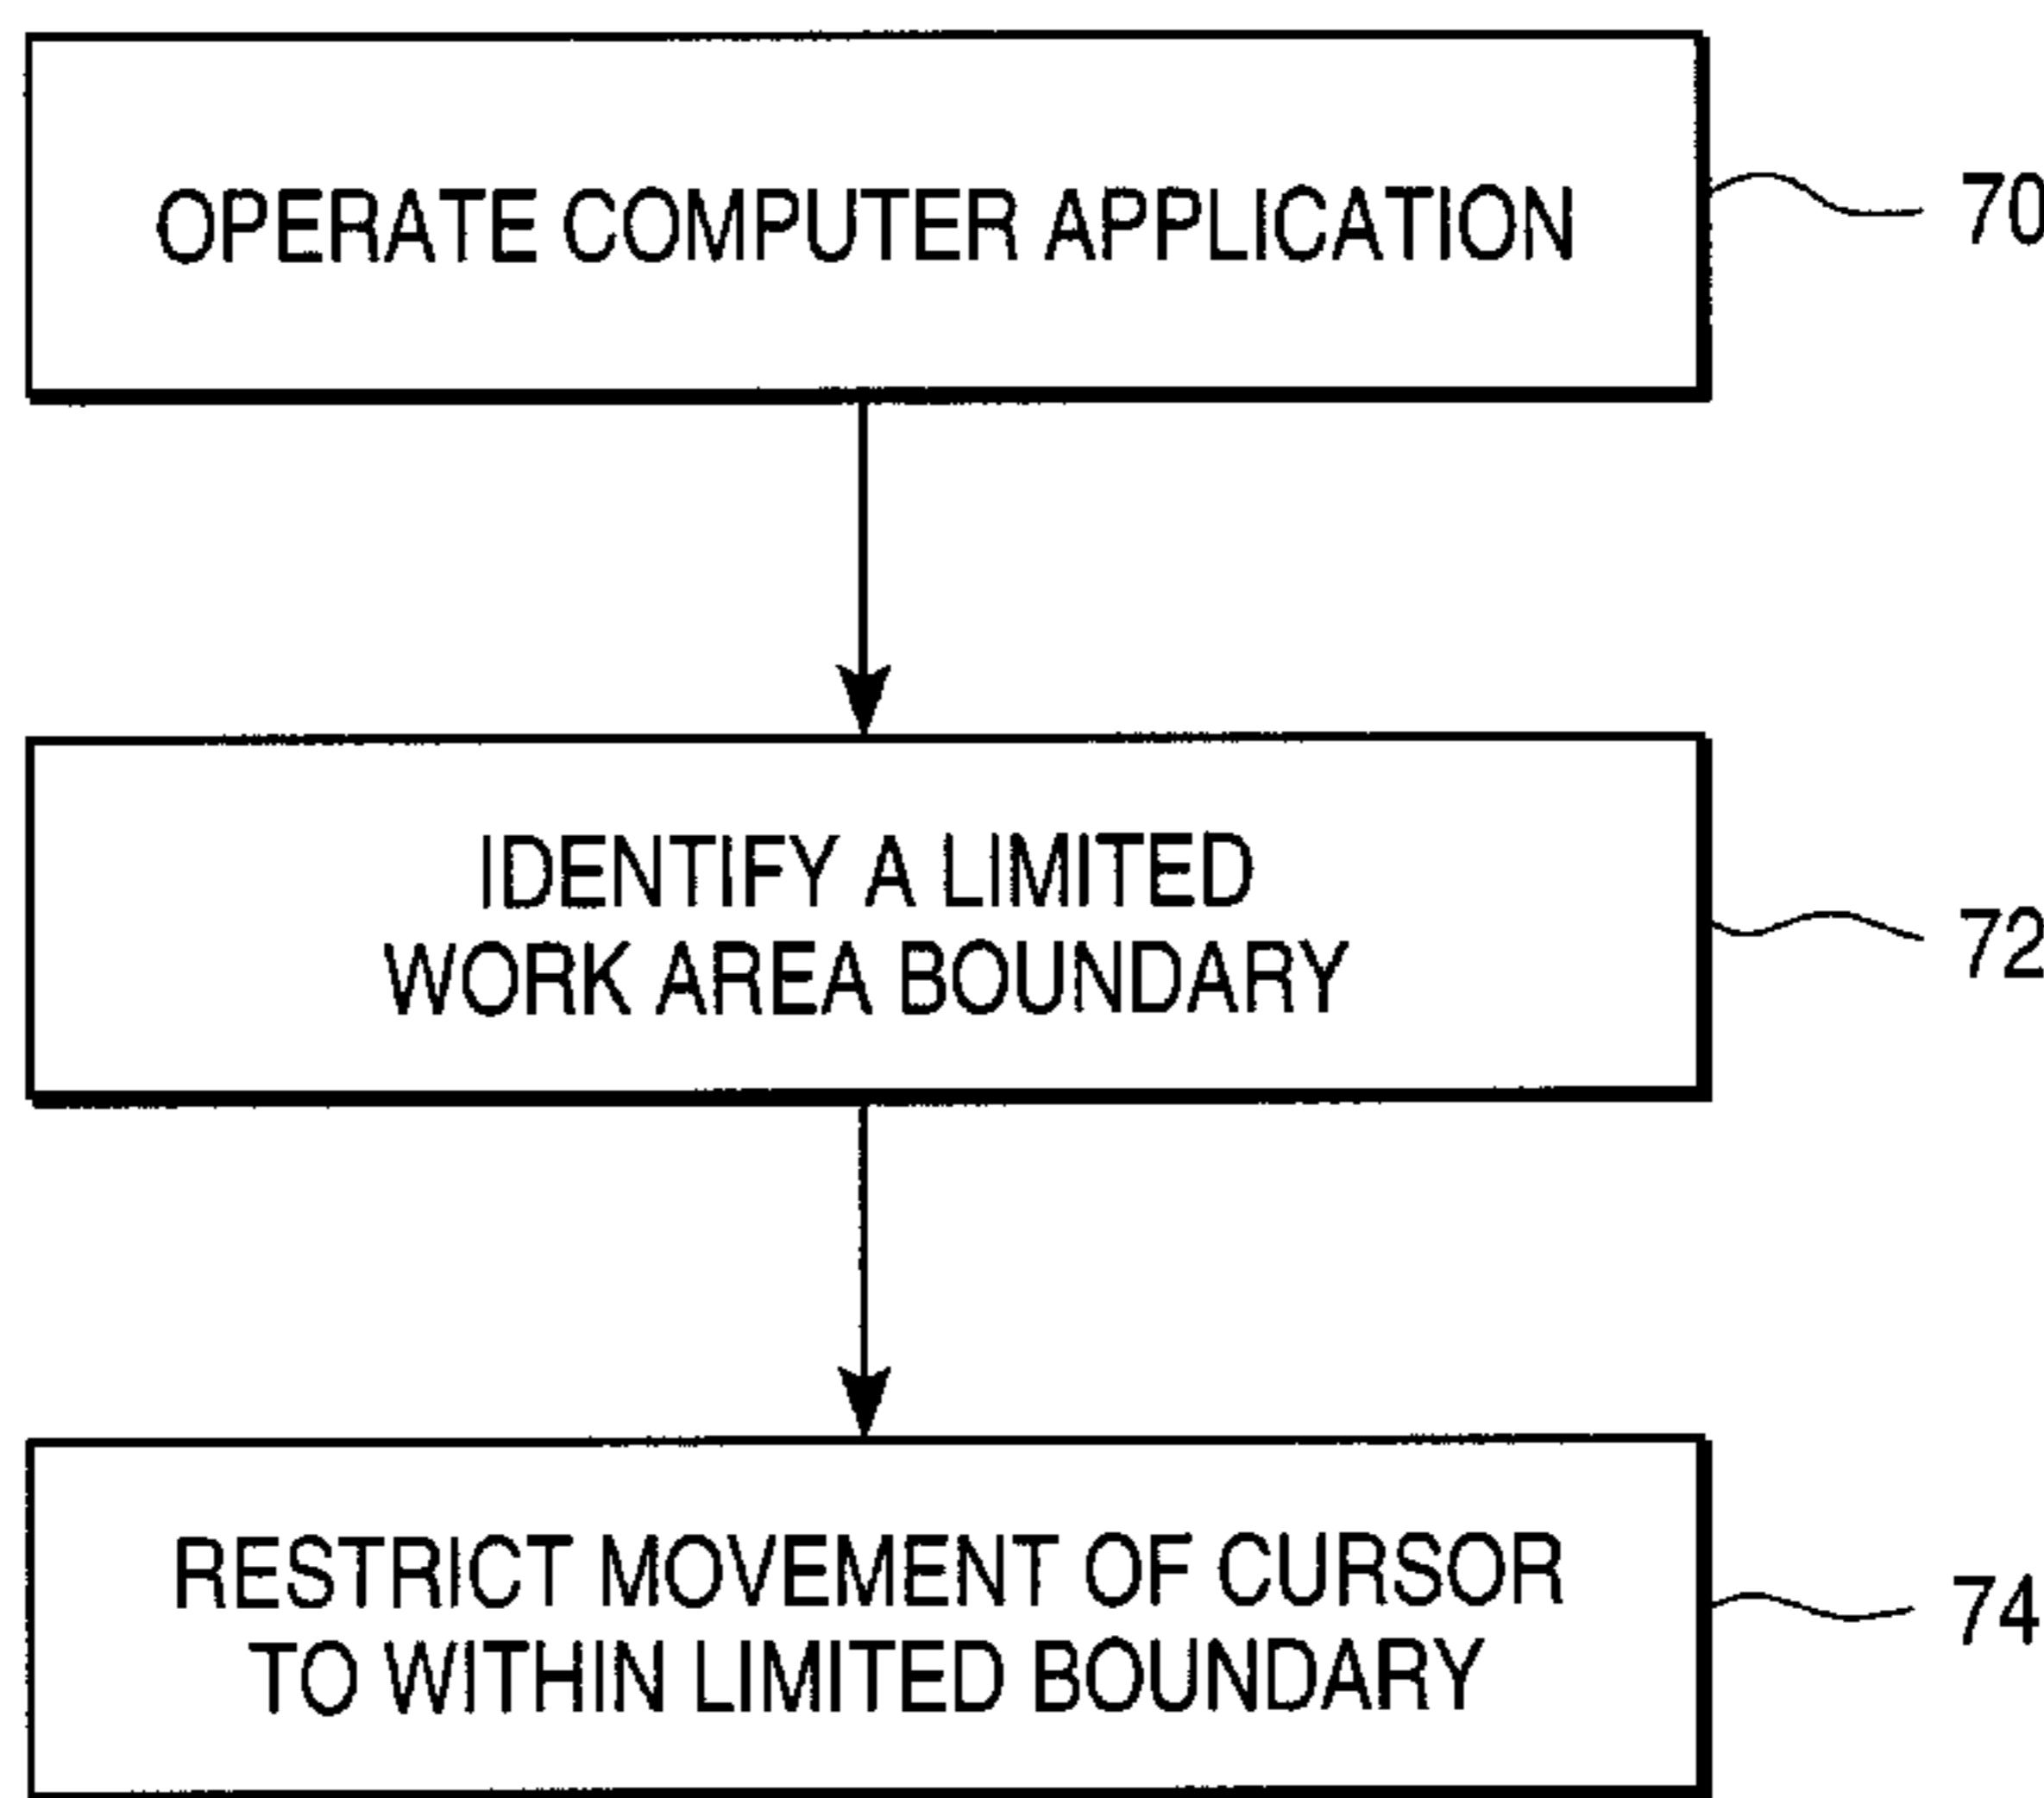 OPERATE COMPUTER APPLICATION
70
IDENTIFY A LIMITED
WORK AREA BOUNDARY
72
RESTRICT MOVEMENT OF CURSOR
TO WITHIN LIMITED BOUNDARY
74